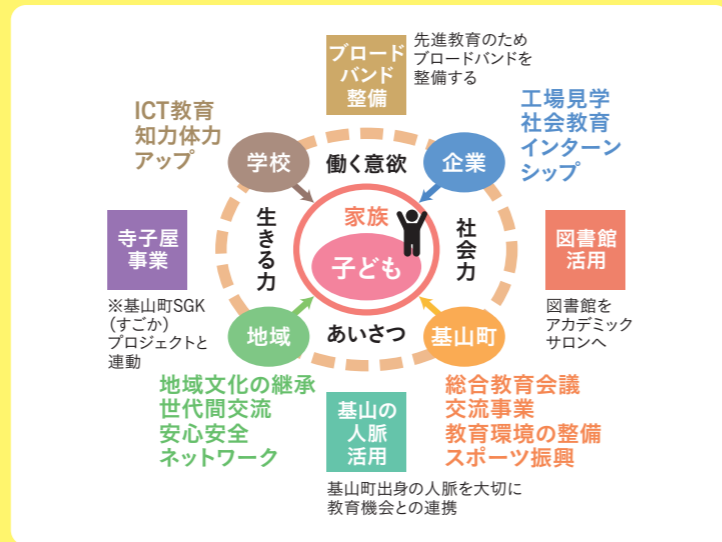 ブロード
バンド
整備
先進教育のため
ブロードバンドを
整備する
ICT教育
知力体力
アップ
工場見学
社会教育
インターン
シップ
学校
働く意欲
企業
家族
子ども
生きる力
社会力
寺子屋
事業
※基山町SGK
(すごか)
プロジェクトと
連動
図書館
活用
図書館を
アカデミック
サロンへ
地域
あいさつ
基山町
地域文化の継承
世代間交流
安心安全
ネットワーク
基山の
人脈
活用
総合教育会議
交流事業
教育環境の整備
スポーツ振興
基山町出身の人脈を大切に
教育機会との連携